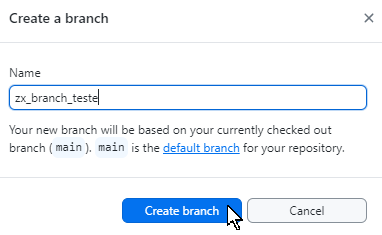 Create a branch
Name
zx_branch_teste
Your new branch will be based on your currently checked out
branch (main). main is the default branch for your repository.
Create branch
Cancel